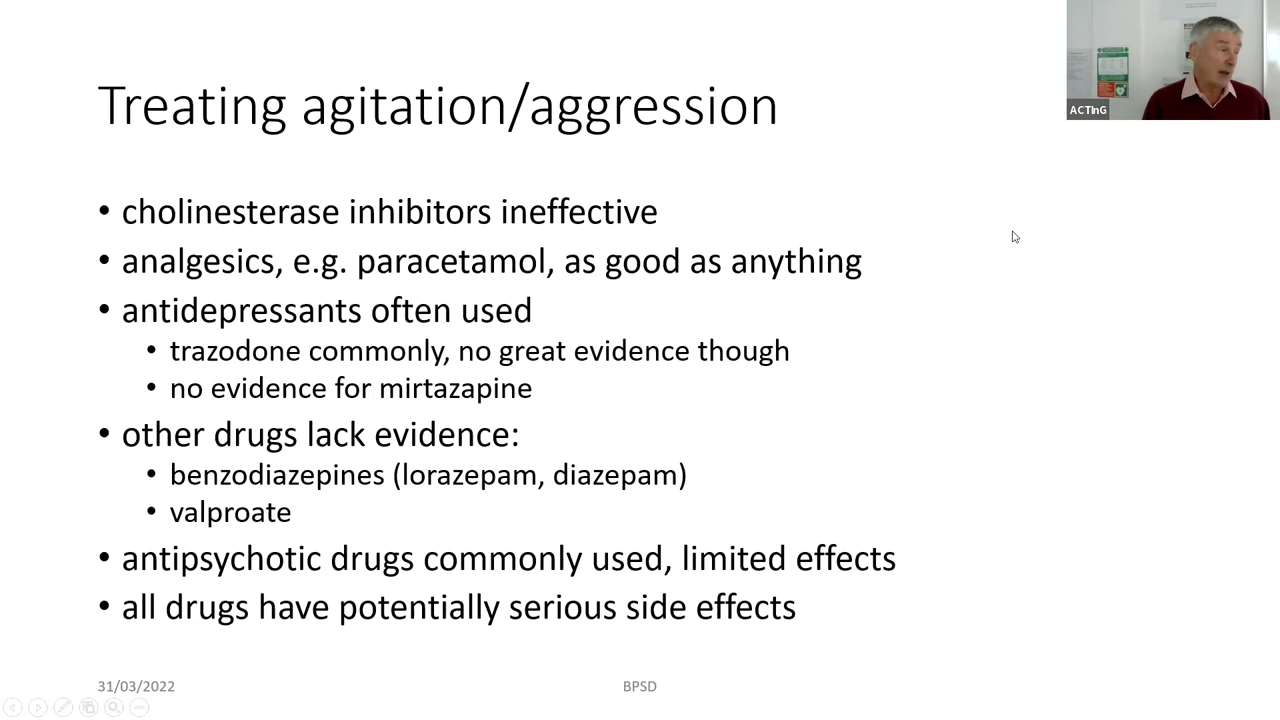 ACTInG
Treating agitation/aggression
• cholinesterase inhibitors ineffective
• analgesics, e.g. paracetamol, as good as anything
• antidepressants often used
• trazodone commonly, no great evidence though
• no evidence for mirtazapine
• other drugs lack evidence:
• benzodiazepines (lorazepam, diazepam)
• valproate
• antipsychotic drugs commonly used, limited effects
• all drugs have potentially serious side effects
31/03/2022
BPSD